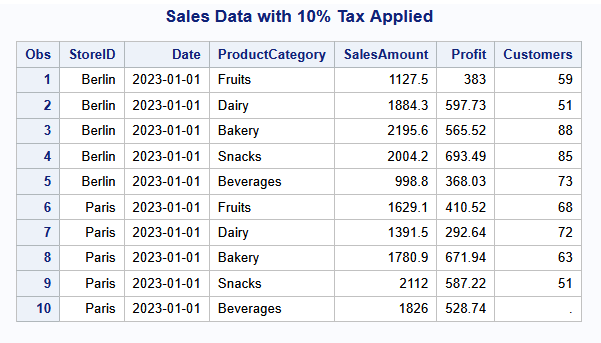 Sales Data with 10% Tax Applied
Obs StoreID Date ProductCategory SalesAmount Profit Customers
1 Berlin 2023-01-01 Fruits 1127.5 383 59
2 Berlin 2023-01-01 Dairy 1884.3 597.73 51
3 Berlin 2023-01-01 Bakery 2195.6 565.52 88
4 Berlin 2023-01-01 Snacks 2004.2 693.49 85
5 Berlin 2023-01-01 Beverages 998.8 368.03 73
6 Paris 2023-01-01 Fruits 1629.1 410.52 68
7 Paris 2023-01-01 Dairy 1391.5 292.64 72
8 Paris 2023-01-01 Bakery 1780.9 671.94 63
9 Paris 2023-01-01 Snacks 2112 587.22 51
10 Paris 2023-01-01 Beverages 1826 528.74 .